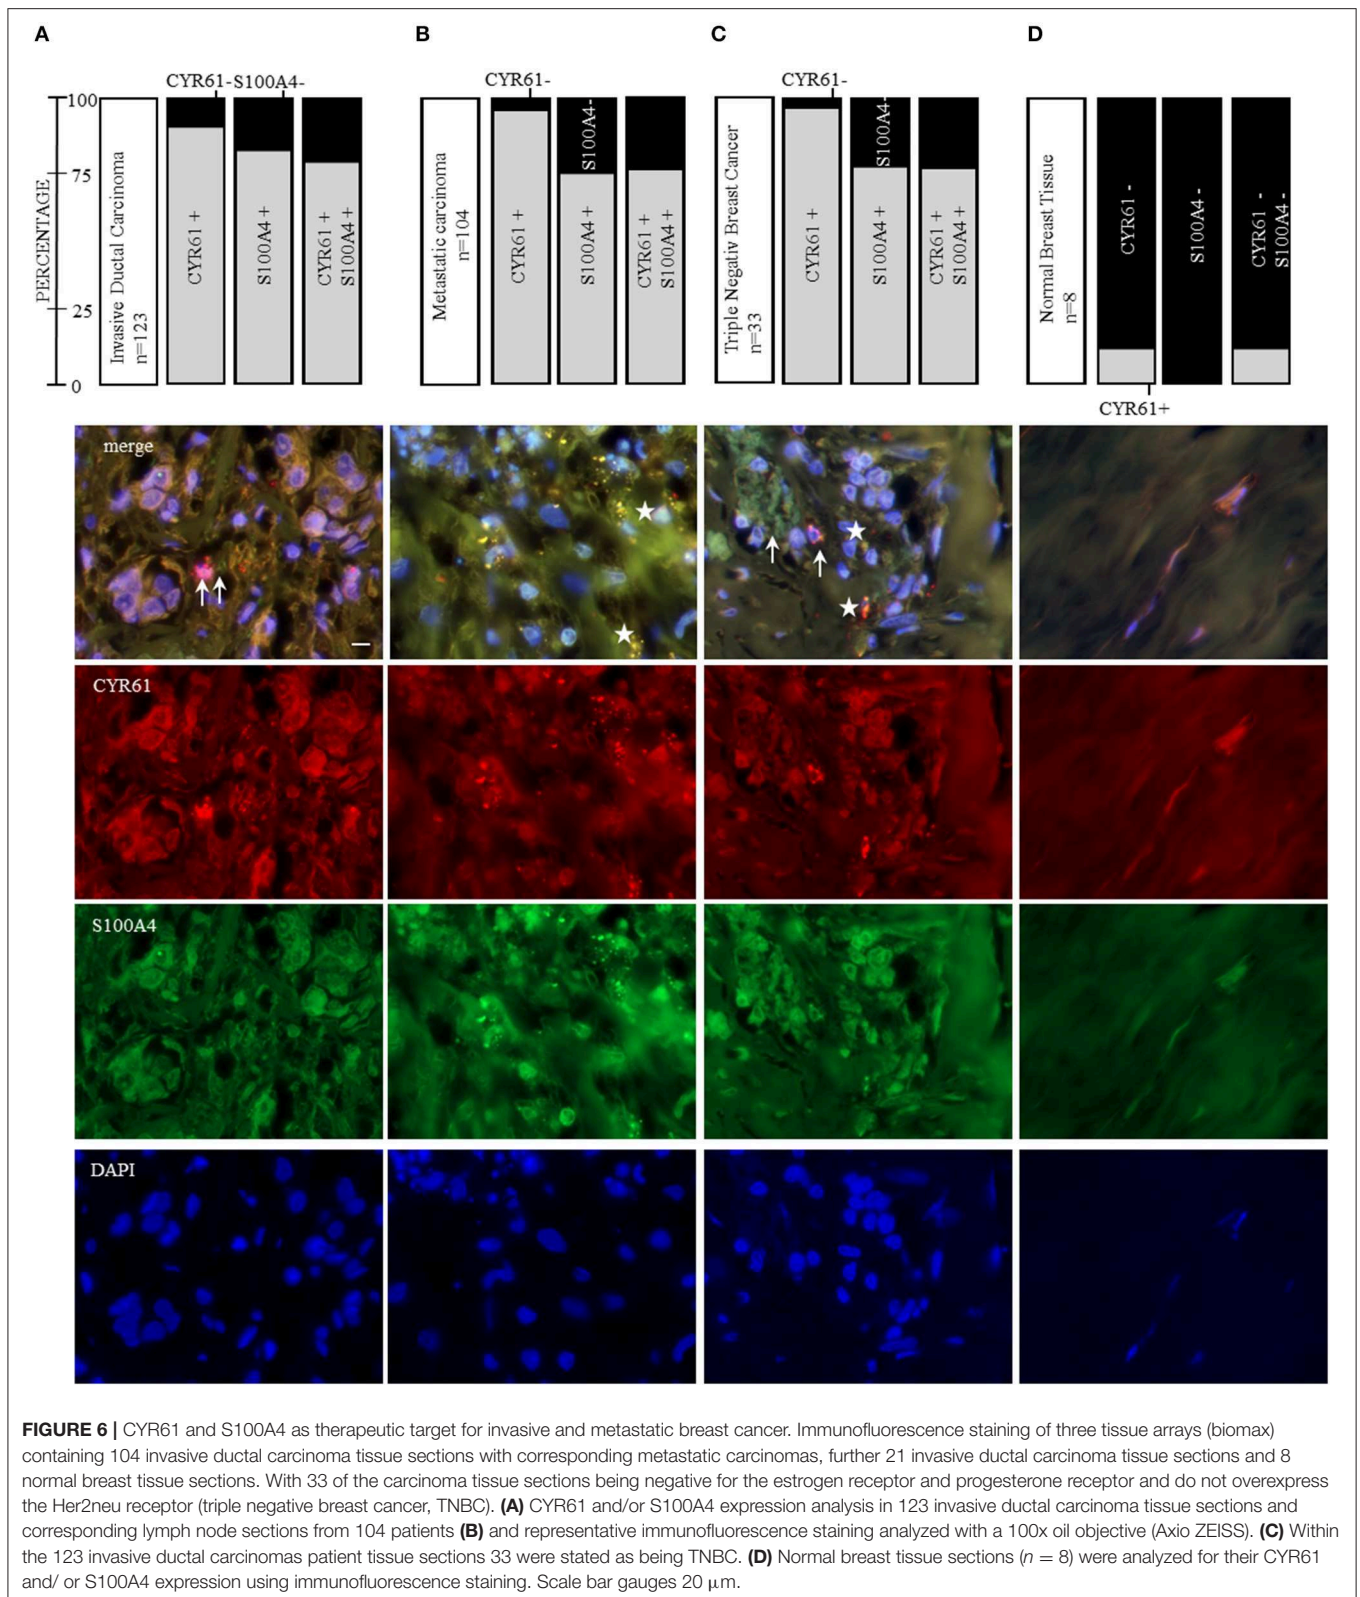 A
B
C
D
CYR61-
S100A4-
CYR61-
CYR61-
PERCENTAGE
100
75
25
0
Invasive Ductal Carcinoma
n=123
CYR61 +
S100A4 +
CYR61 +
S100A4 +
Metastatic carcinoma
n=104
CYR61 +
S100A4-
S100A4 +
CYR61 +
S100A4 +
Triple Negativ Breast Cancer
n=33
CYR61 +
S100A4-
S100A4 +
CYR61 +
S100A4 +
Normal Breast Tissue
n=8
CYR61 -
S100A4 -
CYR61 -
S100A4 -
CYR61+
merge
CYR61
S100A4
DAPI
FIGURE 6 | CYR61 and S100A4 as therapeutic target for invasive and metastatic breast cancer. Immunofluorescence staining of three tissue arrays (biomax)
containing 104 invasive ductal carcinoma tissue sections with corresponding metastatic carcinomas, further 21 invasive ductal carcinoma tissue sections and 8
normal breast tissue sections. With 33 of the carcinoma tissue sections being negative for the estrogen receptor and progesterone receptor and do not overexpress
the Her2neu receptor (triple negative breast cancer, TNBC). (A) CYR61 and/or S100A4 expression analysis in 123 invasive ductal carcinoma tissue sections and
corresponding lymph node sections from 104 patients (B) and representative immunofluorescence staining analyzed with a 100x oil objective (Axio ZEISS). (C) Within
the 123 invasive ductal carcinomas patient tissue sections 33 were stated as being TNBC. (D) Normal breast tissue sections (n = 8) were analyzed for their CYR61
and/ or S100A4 expression using immunofluorescence staining. Scale bar gauges 20 μm.